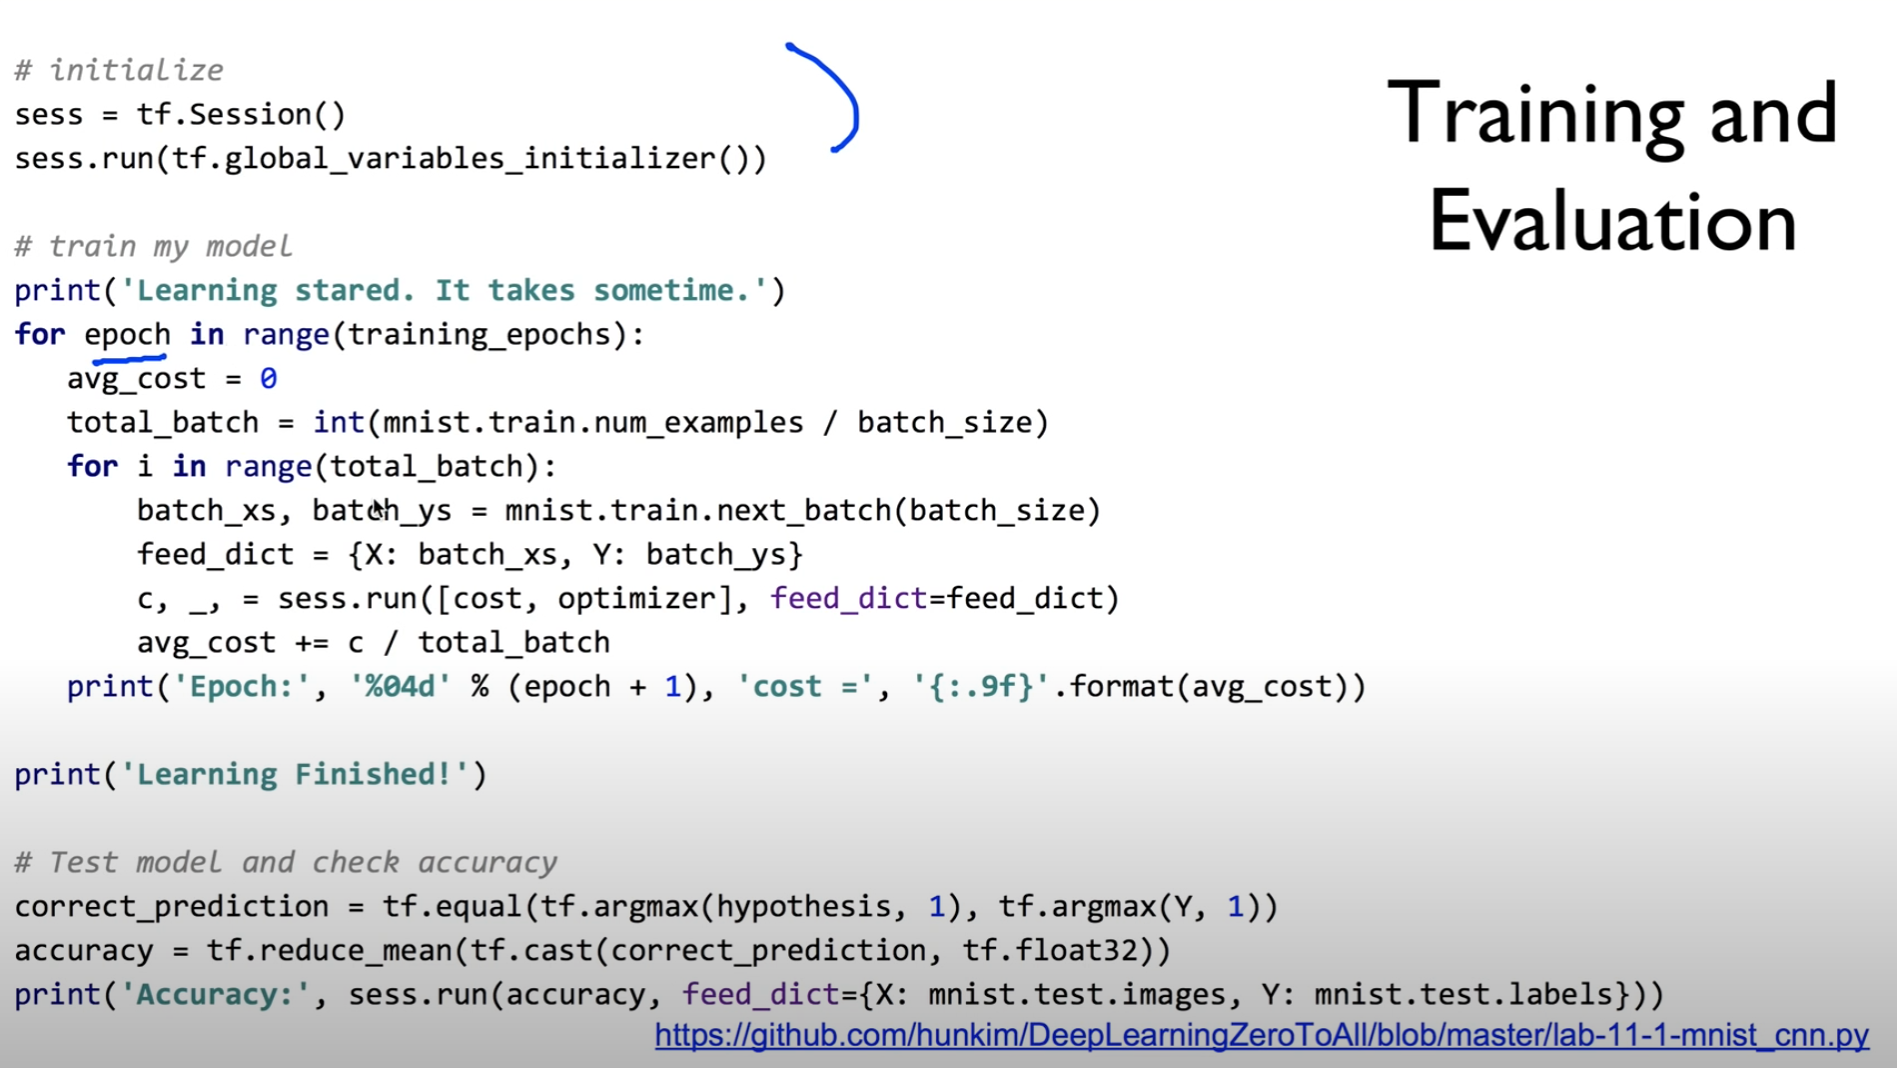 # initialize
sess = tf.Session()
sess.run(tf.global_variables_initializer())
Training and
Evaluation
# train my model
print('Learning stared. It takes sometime.')
for epoch in range(training_epochs):
avg_cost = 0
total_batch = int(mnist.train.num_examples / batch_size)
for i in range(total_batch):
batch_xs, batch_ys = mnist.train.next_batch(batch_size)
feed_dict = {X: batch_xs, Y: batch_ys}
c, _, = sess.run([cost, optimizer], feed_dict=feed_dict)
avg_cost += c / total_batch
print('Epoch:', '%04d' % (epoch + 1), 'cost =', '{:.9f}'.format(avg_cost))
print('Learning Finished!')
# Test model and check accuracy
correct_prediction = tf.equal(tf.argmax(hypothesis, 1), tf.argmax(Y, 1))
accuracy = tf.reduce_mean(tf.cast(correct_prediction, tf.float32))
print('Accuracy:', sess.run(accuracy, feed_dict={X: mnist.test.images, Y: mnist.test.labels}))
https://github.com/hunkim/DeepLearningZeroToAll/blob/master/lab-11-1-mnist_cnn.py